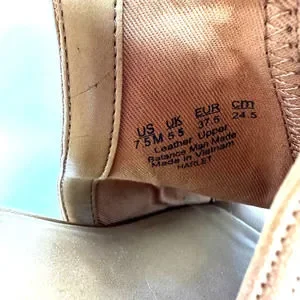 US UK EUR cm
7.5M 5.5 37.5 24.5
Leather Upper
Balance Man Made
Made in Vietnam
HARLET